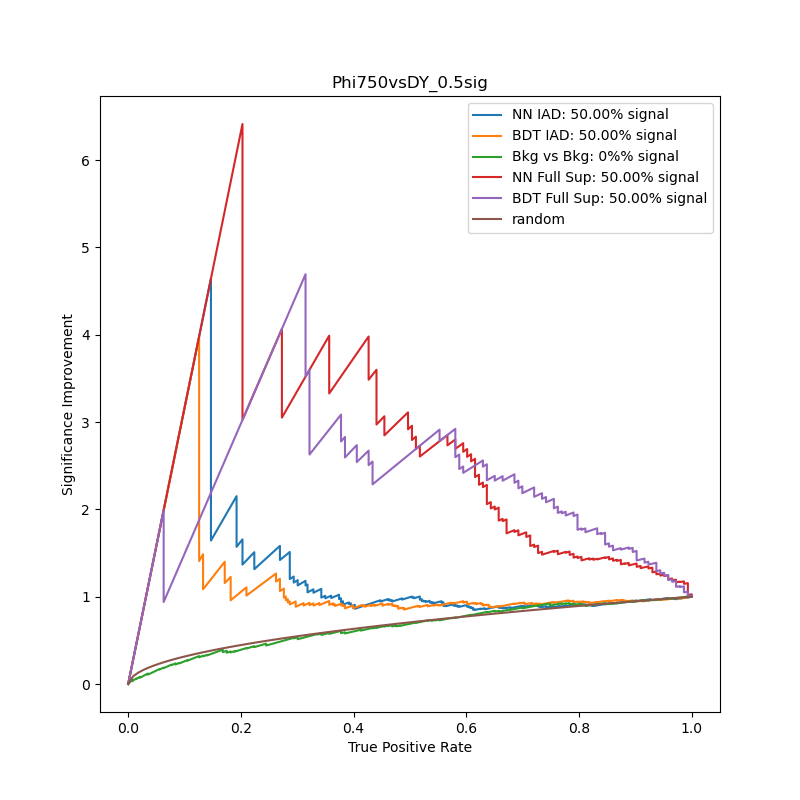 Phi750vsDY_0.5sig
NN IAD: 50.00% signal
BDT IAD: 50.00% signal
Bkg vs Bkg: 0%% signal
NN Full Sup: 50.00% signal
BDT Full Sup: 50.00% signal
random
Significance Improvement
6
5
4
3
2
1
0
0.0 0.2 0.4 0.6 0.8 1.0
True Positive Rate